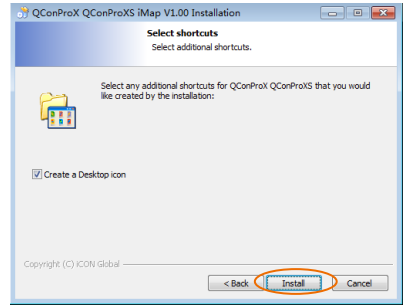 QConProX QConProXS iMap V1.00 Installation
Select shortcuts
Select additional shortcuts.
Select any additional shortcuts for QConProX QConProXS that you would
like created by the installation:
Create a Desktop icon
Copyright (C) iCON Global
< Back Install Cancel